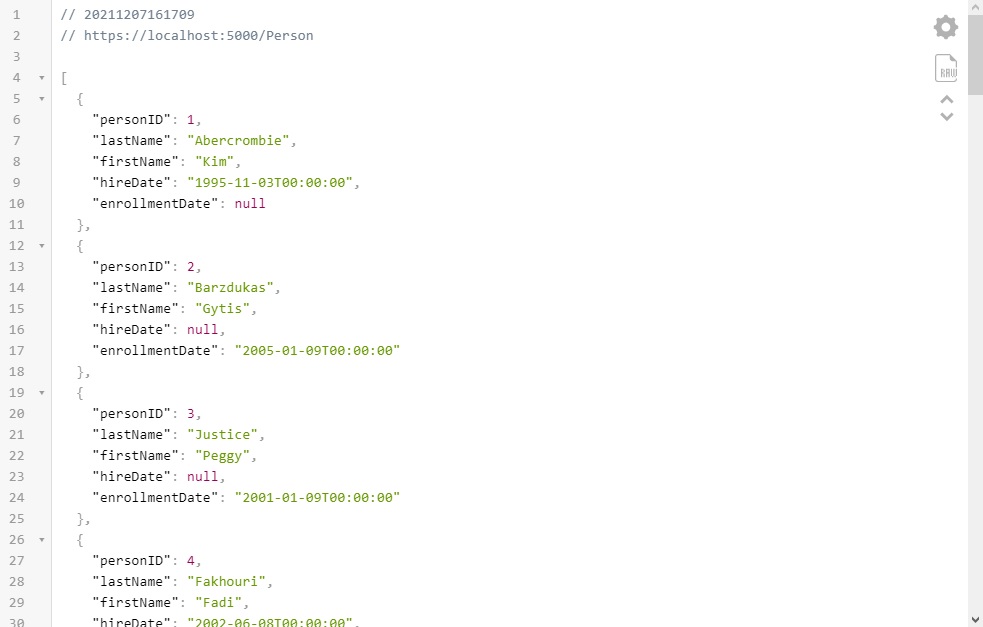 1 // 20211207161709
2 // https://localhost:5000/Person
3
4 [
5 {
6 "personID": 1,
7 "lastName": "Abercrombie",
8 "firstName": "Kim",
9 "hireDate": "1995-11-03T00:00:00",
10 "enrollmentDate": null
11 },
12 {
13 "personID": 2,
14 "lastName": "Barzdukas",
15 "firstName": "Gytis",
16 "hireDate": null,
17 "enrollmentDate": "2005-01-09T00:00:00"
18 },
19 {
20 "personID": 3,
21 "lastName": "Justice",
22 "firstName": "Peggy",
23 "hireDate": null,
24 "enrollmentDate": "2001-01-09T00:00:00"
25 },
26 {
27 "personID": 4,
28 "lastName": "Fakhouri",
29 "firstName": "Fadi",
30 "hireDate": "2002-06-08T00:00:00",
RAW